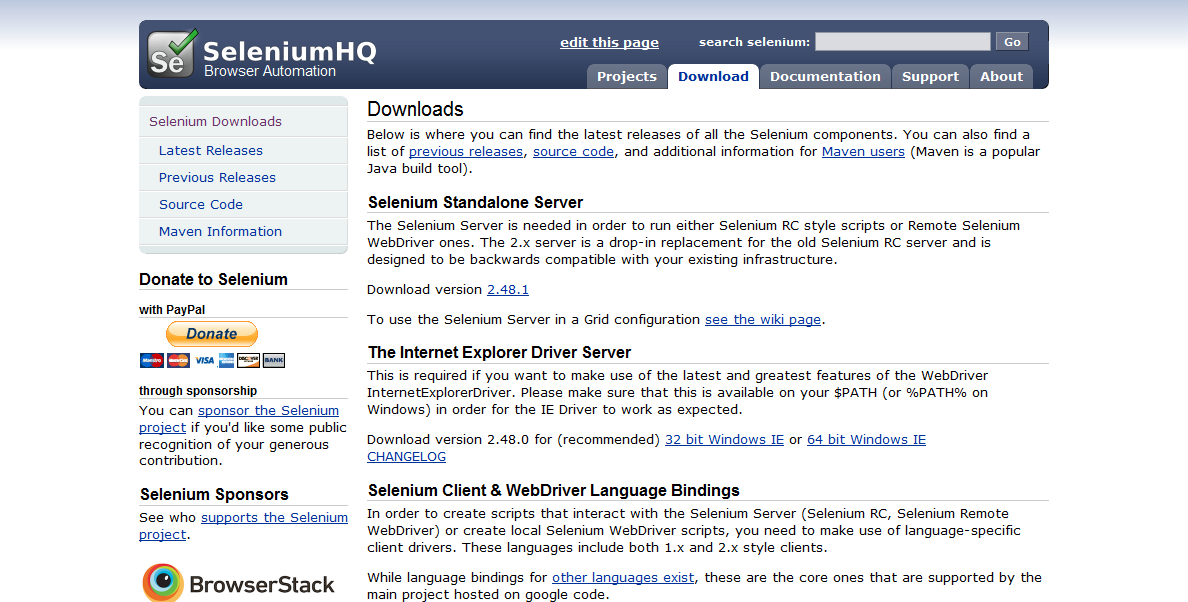 Se
SeleniumHQ
Browser Automation
edit this page
search selenium:
Go
Projects
Download
Documentation
Support
About
Selenium Downloads
Latest Releases
Previous Releases
Source Code
Maven Information
Donate to Selenium
with PayPal
Donate
Maestro
MasterCard
VISA
DISCOVER
BANK
through sponsorship
You can sponsor the Selenium
project if you'd like some public
recognition of your generous
contribution.
Selenium Sponsors
See who supports the Selenium
project.
BrowserStack
Downloads
Below is where you can find the latest releases of all the Selenium components. You can also find a
list of previous releases, source code, and additional information for Maven users (Maven is a popular
Java build tool).
Selenium Standalone Server
The Selenium Server is needed in order to run either Selenium RC style scripts or Remote Selenium
WebDriver ones. The 2.x server is a drop-in replacement for the old Selenium RC server and is
designed to be backwards compatible with your existing infrastructure.
Download version 2.48.1
To use the Selenium Server in a Grid configuration see the wiki page.
The Internet Explorer Driver Server
This is required if you want to make use of the latest and greatest features of the WebDriver
InternetExplorerDriver. Please make sure that this is available on your $PATH (or %PATH% on
Windows) in order for the IE Driver to work as expected.
Download version 2.48.0 for (recommended) 32 bit Windows IE or 64 bit Windows IE
CHANGELOG
Selenium Client & WebDriver Language Bindings
In order to create scripts that interact with the Selenium Server (Selenium RC, Selenium Remote
WebDriver) or create local Selenium WebDriver scripts, you need to make use of language-specific
client drivers. These languages include both 1.x and 2.x style clients.
While language bindings for other languages exist, these are the core ones that are supported by the
main project hosted on google code.